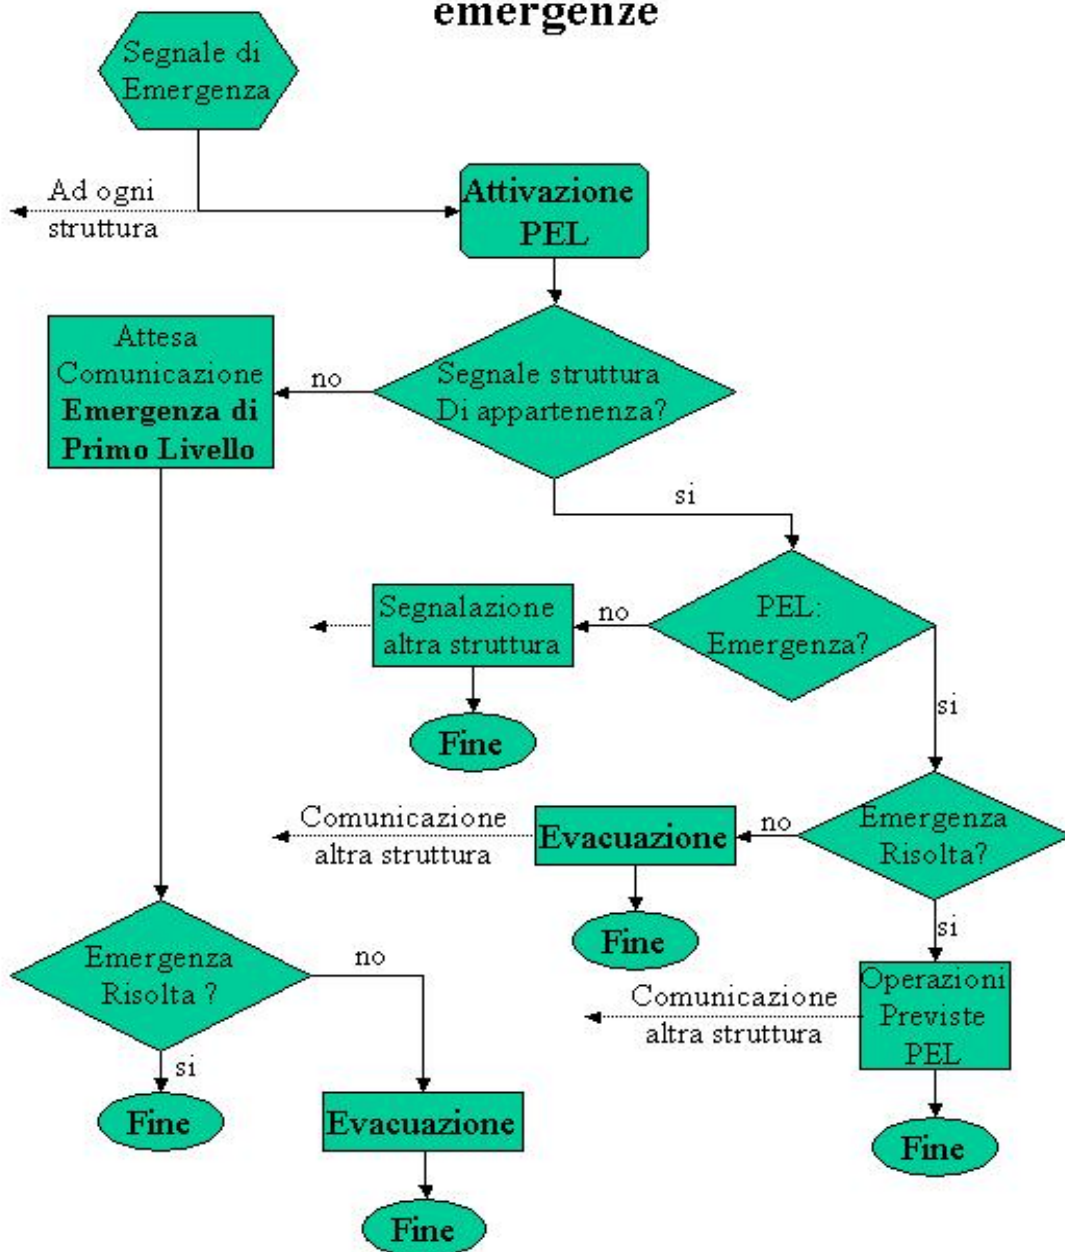 emergenze
Segnale di
Emergenza
Ad ogni
struttura
Attivazione
PEL
Attesa
Comunicazione
Emergenza di
Primo Livello
no
Segnale struttura
Di appartenenza?
si
Segnalazione
altra struttura
no
PEL:
Emergenza?
Fine
si
Comunicazione
altra struttura
Evacuazione
no
Emergenza
Risolta?
Fine
si
Emergenza
Risolta ?
no
Comunicazione
altra struttura
Operazioni
Previste
PEL
si
Fine
Evacuazione
Fine
Fine